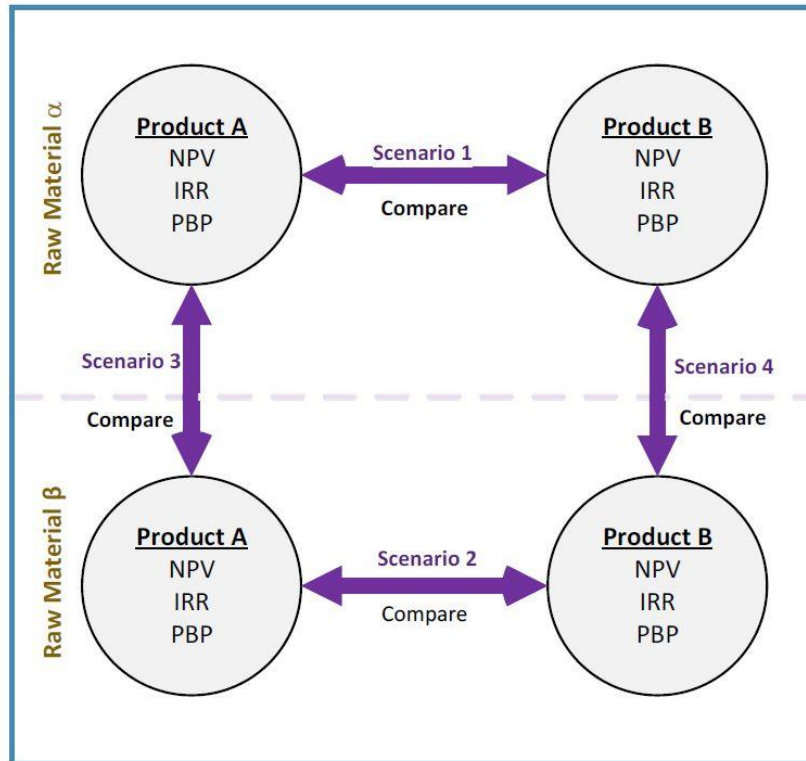 Raw Material α
Product A
NPV
IRR
PBP
Scenario 1
Compare
Product B
NPV
IRR
PBP
Scenario 3
Compare
Scenario 4
Compare
Raw Material β
Product A
NPV
IRR
PBP
Scenario 2
Compare
Product B
NPV
IRR
PBP